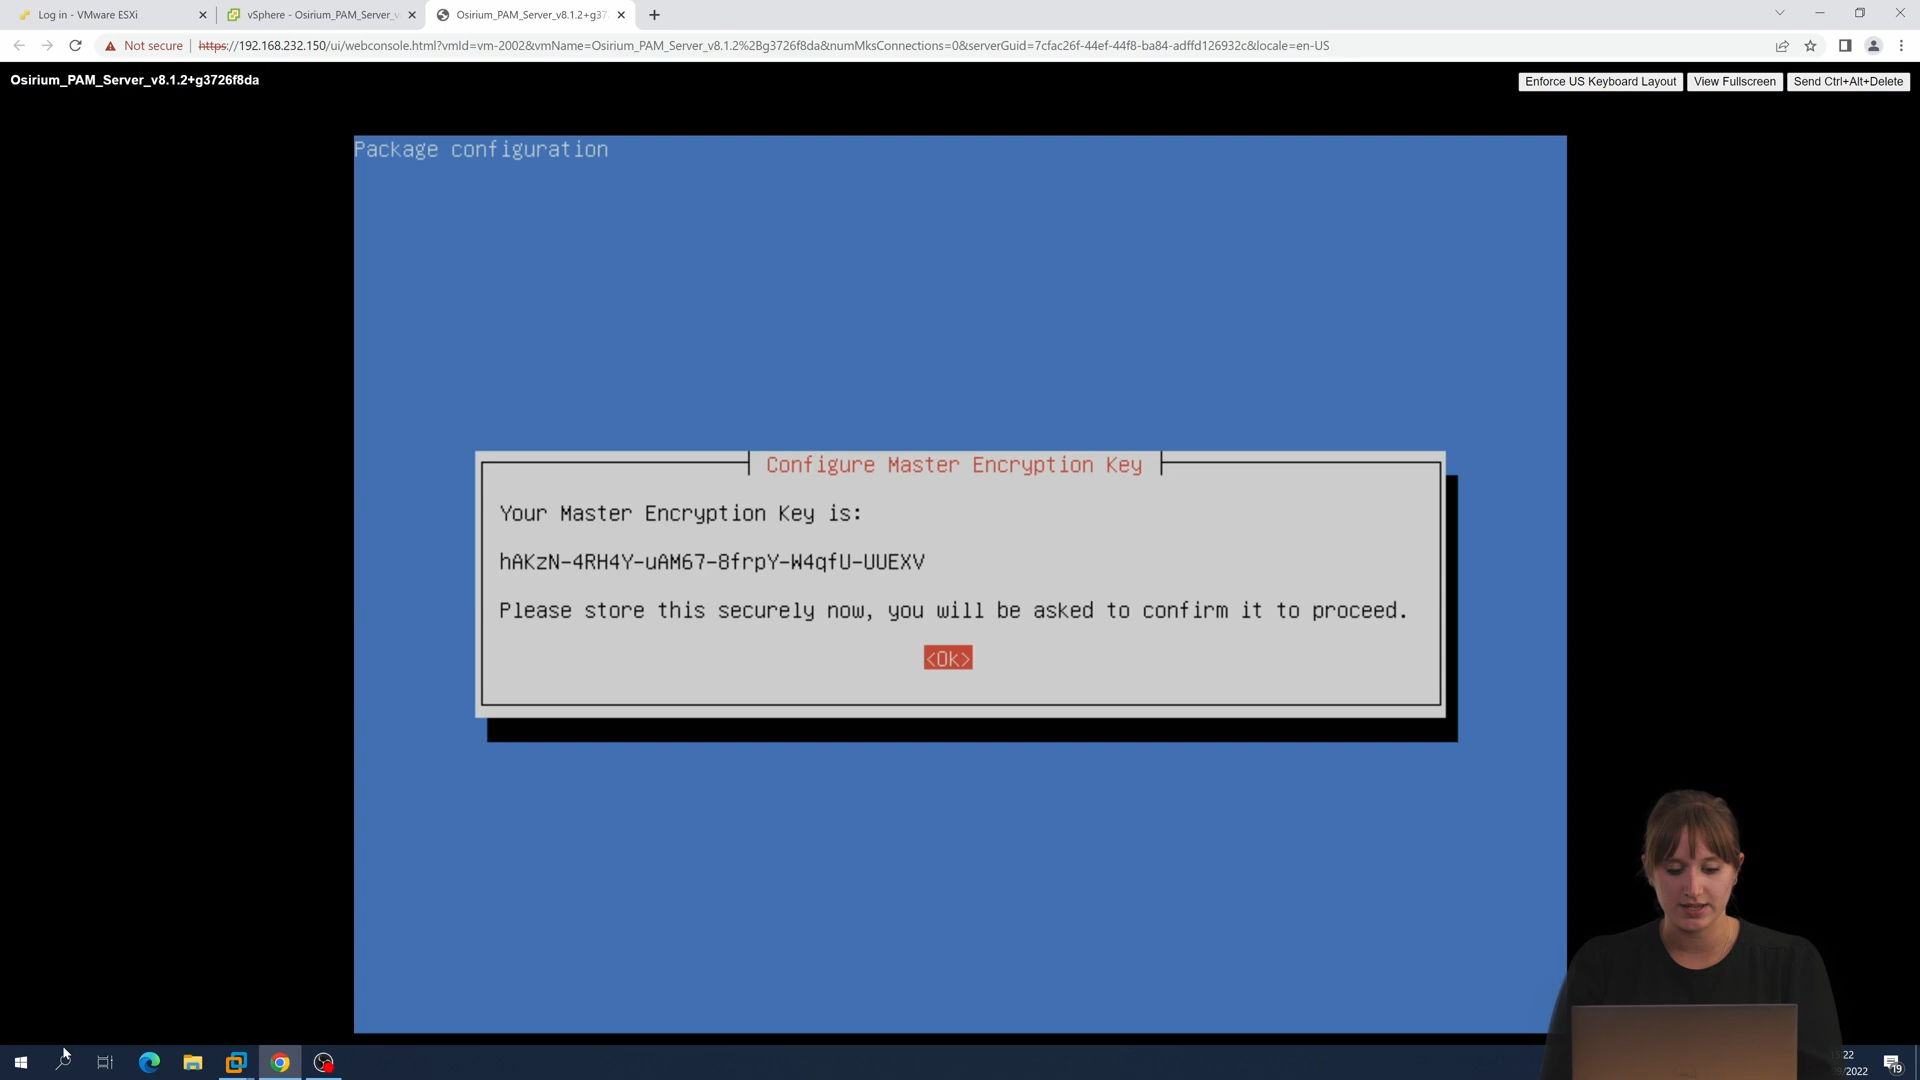 Log in - VMware ESXi
vSphere - Osirium_PAM_Server_v
Osirium_PAM_Server_v8.1.2+g37
Not secure
https://192.168.232.150/ui/webconsole.html?vmId=vm-2002&vmName=Osirium_PAM_Server_v8.1.2%2Bg3726f8da&numMksConnections=0&serverGuid=7cfac26f-44ef-44f8-ba84-adffd126932c&locale=en-US
Osirium_PAM_Server_v8.1.2+g3726f8da
Enforce US Keyboard Layout
View Fullscreen
Send Ctrl+Alt+Delete
Package configuration
Configure Master Encryption Key
Your Master Encryption Key is:
hAKzN-4RH4Y-uAM67-8frpY-W4qfU-UUEXV
Please store this securely now, you will be asked to confirm it to proceed.
<Ok>
:22
/2022
19